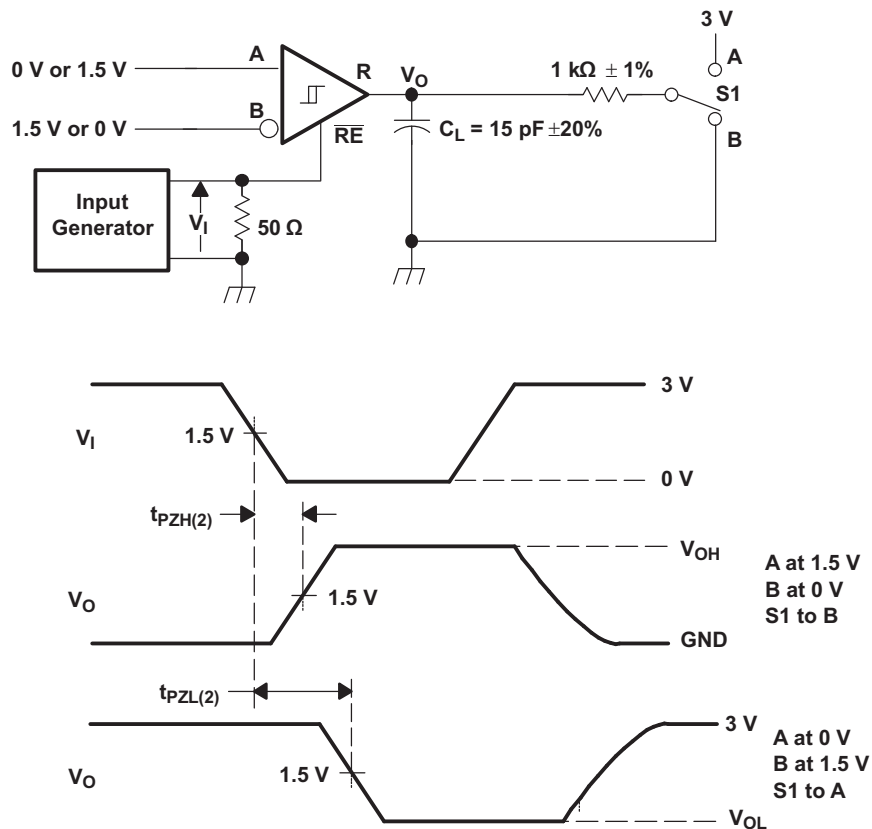 3 V
A
0 V or 1.5 V
A
R
V_O
1 kΩ ± 1%
S1
B
1.5 V or 0 V
RE
C_L = 15 pF ±20%
B
Input
Generator
V_I
50 Ω
3 V
V_I
1.5 V
0 V
t_PZH(2)
V_OH
A at 1.5 V
B at 0 V
S1 to B
V_O
1.5 V
GND
t_PZL(2)
3 V
A at 0 V
B at 1.5 V
S1 to A
V_O
1.5 V
V_OL